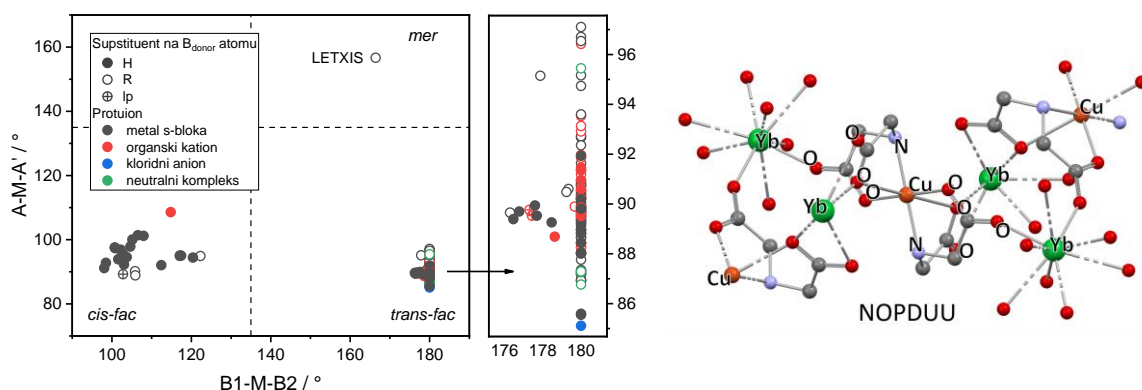 A-M-A' / °
160
140
120
100
80
Supstituent na B_donor atomu
H
R
lp
Protuion
metal s-bloka
organski kation
kloridni anion
neutralni kompleks
LETXIS
mer
cis-fac
trans-fac
100 120 140 160 180
B1-M-B2 / °
96
94
92
90
88
86
176 178 180
Cu
Yb
O
O
N
Yb
O
O
O
Cu
O
O
Yb
N
O
O
Yb
Cu
NOPDUU